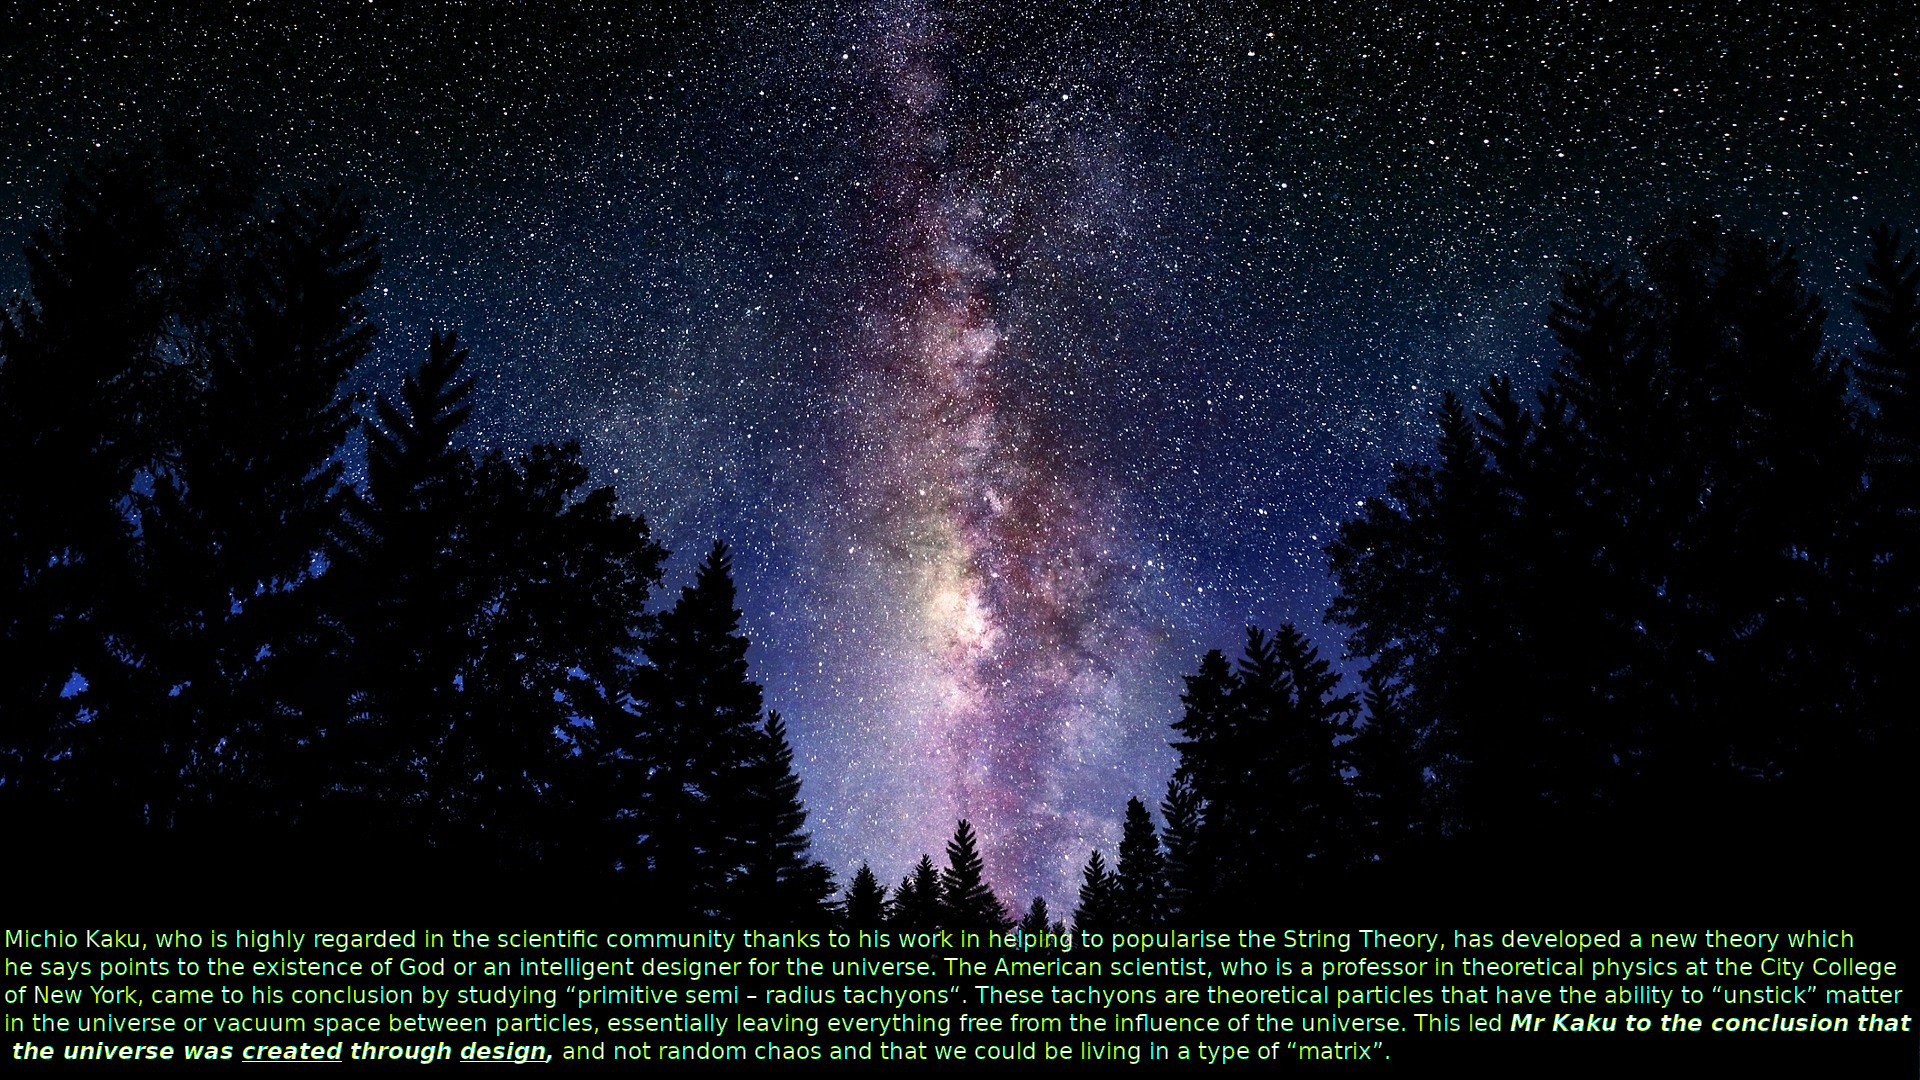 Michio Kaku, who is highly regarded in the scientific community thanks to his work in helping to popularise the String Theory, has developed a new theory which
he says points to the existence of God or an intelligent designer for the universe. The American scientist, who is a professor in theoretical physics at the City College
of New York, came to his conclusion by studying “primitive semi – radius tachyons“. These tachyons are theoretical particles that have the ability to “unstick” matter
in the universe or vacuum space between particles, essentially leaving everything free from the influence of the universe. This led Mr Kaku to the conclusion that
the universe was created through design, and not random chaos and that we could be living in a type of “matrix”.